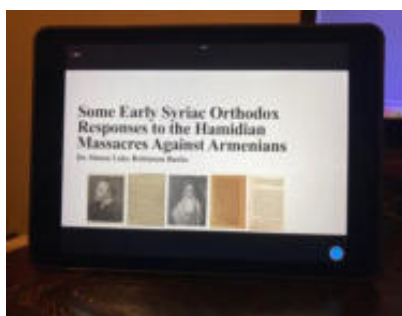 Some Early Syriac Orthodox
Responses to the Hamidian
Massacres Against Armenians